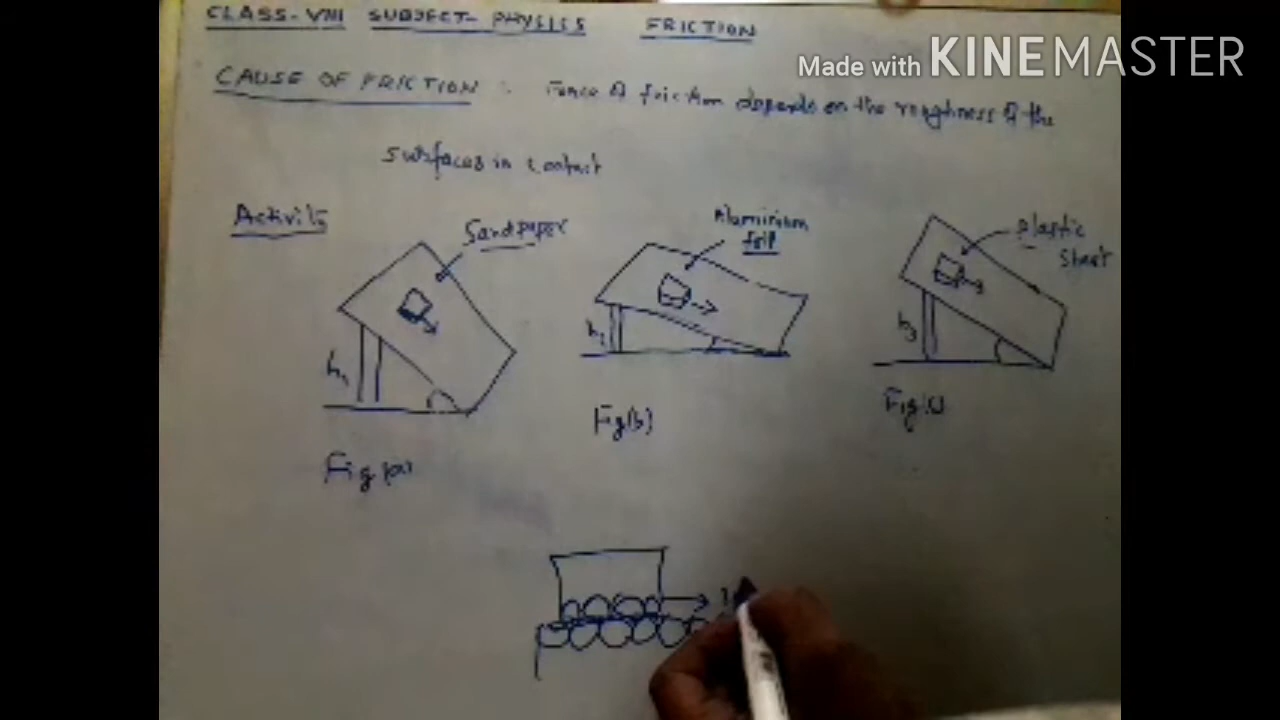 CLASS-VIII SUBJECT- PHYSICS FRICTION
Made with KINEMASTER
CAUSE OF FRICTION : Force of friction depends on the roughness of the
surfaces in contact
Activity
Sandpaper
Aluminium
foil
plastic
sheet
h1
h2
h3
Fig (a)
Fig (b)
Fig (c)